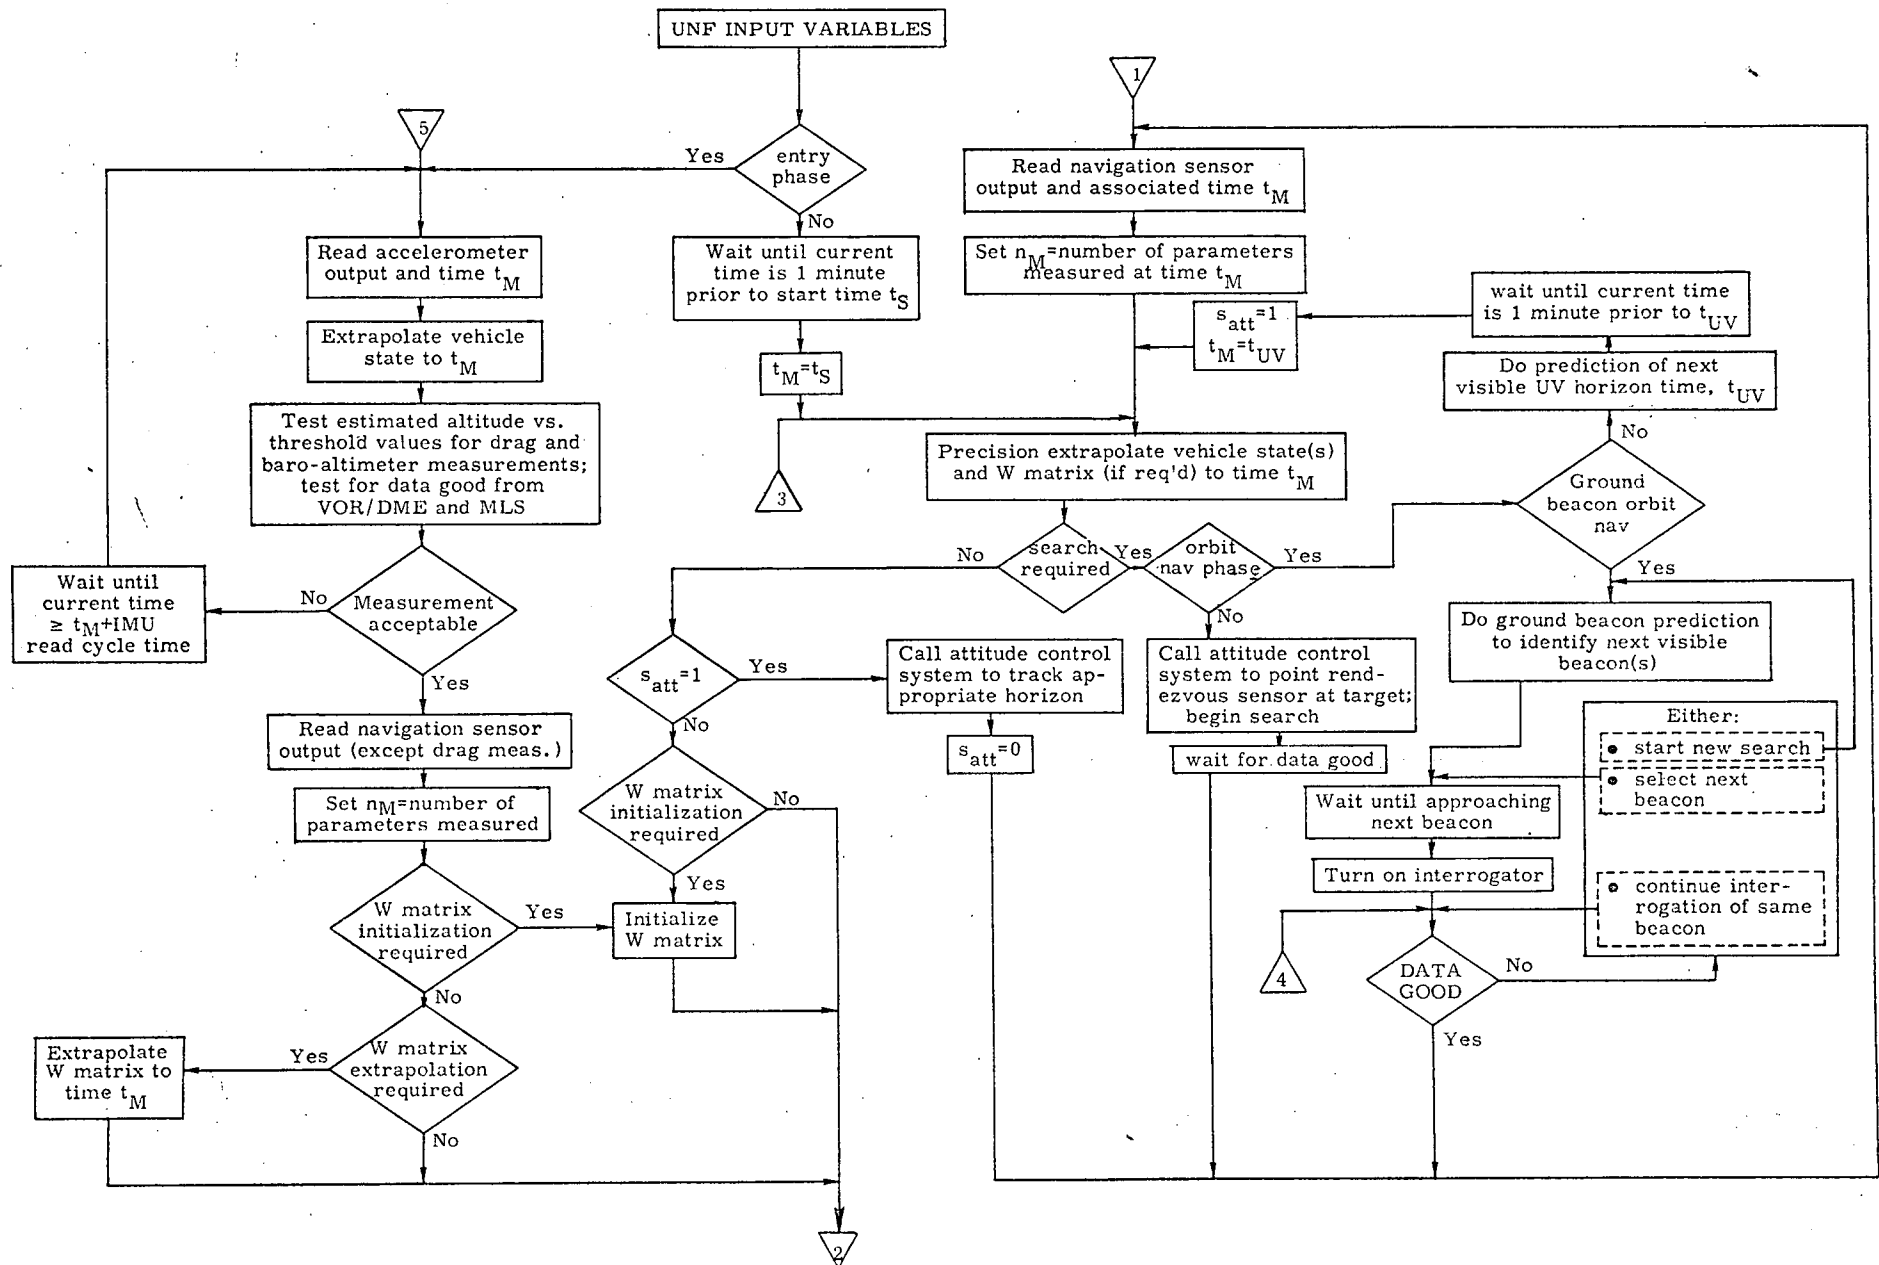 UNF INPUT VARIABLES
5
Yes
entry
phase
No
Read accelerometer
output and time tM
Extrapolate vehicle
state to tM
Test estimated altitude vs.
threshold values for drag and
baro-altimeter measurements;
test for data good from
VOR/DME and MLS
Measurement
acceptable
No
Wait until
current time
≥ tM+IMU
read cycle time
Yes
Read navigation sensor
output (except drag meas.)
Set nM=number of
parameters measured
W matrix
initialization
required
Yes
No
W matrix
extrapolation
required
Yes
Extrapolate
W matrix to
time tM
No
Wait until current
time is 1 minute
prior to start time tS
tM=tS
3
1
Read navigation sensor
output and associated time tM
Set nM=number of parameters
measured at time tM
satt=1
tM=tUV
wait until current time
is 1 minute prior to tUV
Do prediction of next
visible UV horizon time, tUV
No
Precision extrapolate vehicle state(s)
and W matrix (if req'd) to time tM
No
search
required
Yes
orbit
nav phase
Yes
No
Ground
beacon orbit
nav
Yes
satt=1
Yes
No
Call attitude control
system to track ap-
propriate horizon
satt=0
W matrix
initialization
required
No
Yes
Initialize
W matrix
2
Call attitude control
system to point rend-
ezvous sensor at target;
begin search
wait for data good
Do ground beacon prediction
to identify next visible
beacon(s)
Either:
• start new search
• select next
beacon
• continue inter-
rogation of same
beacon
Wait until approaching
next beacon
Turn on interrogator
4
DATA
GOOD
No
Yes